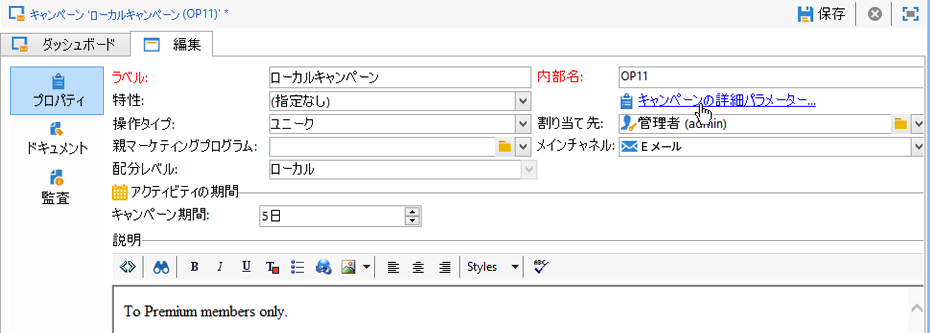 キャンペーン 'ローカルキャンペーン (OP11)' * 保存
ダッシュボード 編集
プロパティ
ドキュメント
監査
ラベル: ローカルキャンペーン 内部名: OP11
特性: (指定なし) キャンペーンの詳細パラメーター...
操作タイプ: ユニーク 割り当て先: 管理者 (admin)
親マーケティングプログラム: メインチャネル: Eメール
配分レベル: ローカル
アクティビティの期間
キャンペーン期間: 5日
説明
B I U T Styles ABC
To Premium members only.